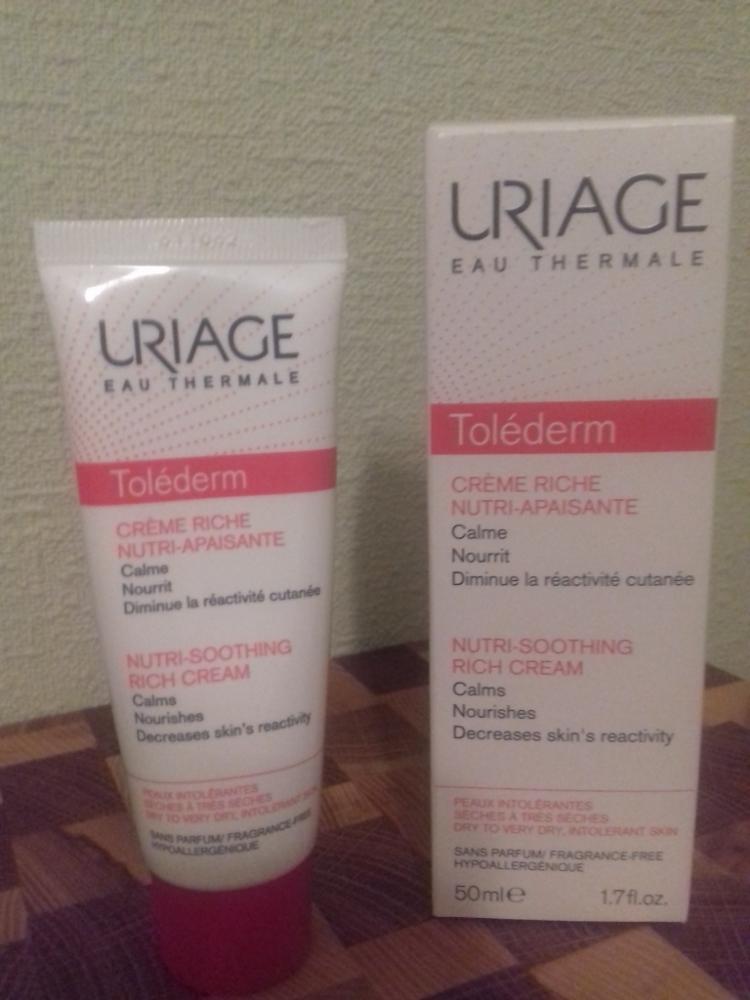 URIAGE
EAU THERMALE
Toléderm
CRÈME RICHE
NUTRI-APAISANTE
Calme
Nourrit
Diminue la réactivité cutanée
NUTRI-SOOTHING
RICH CREAM
Calms
Nourishes
Decreases skin's reactivity
PEAUX INTOLÉRANTES
SÈCHES À TRÈS SÈCHES
DRY TO VERY DRY, INTOLERANT SKIN
SANS PARFUM/ FRAGRANCE-FREE
HYPOALLERGÉNIQUE
URIAGE
EAU THERMALE
Toléderm
CRÈME RICHE
NUTRI-APAISANTE
Calme
Nourrit
Diminue la réactivité cutanée
NUTRI-SOOTHING
RICH CREAM
Calms
Nourishes
Decreases skin's reactivity
PEAUX INTOLÉRANTES
SÈCHES À TRÈS SÈCHES
DRY TO VERY DRY, INTOLERANT SKIN
SANS PARFUM/ FRAGRANCE-FREE
HYPOALLERGÉNIQUE
50ml℮ 1.7fl.oz.